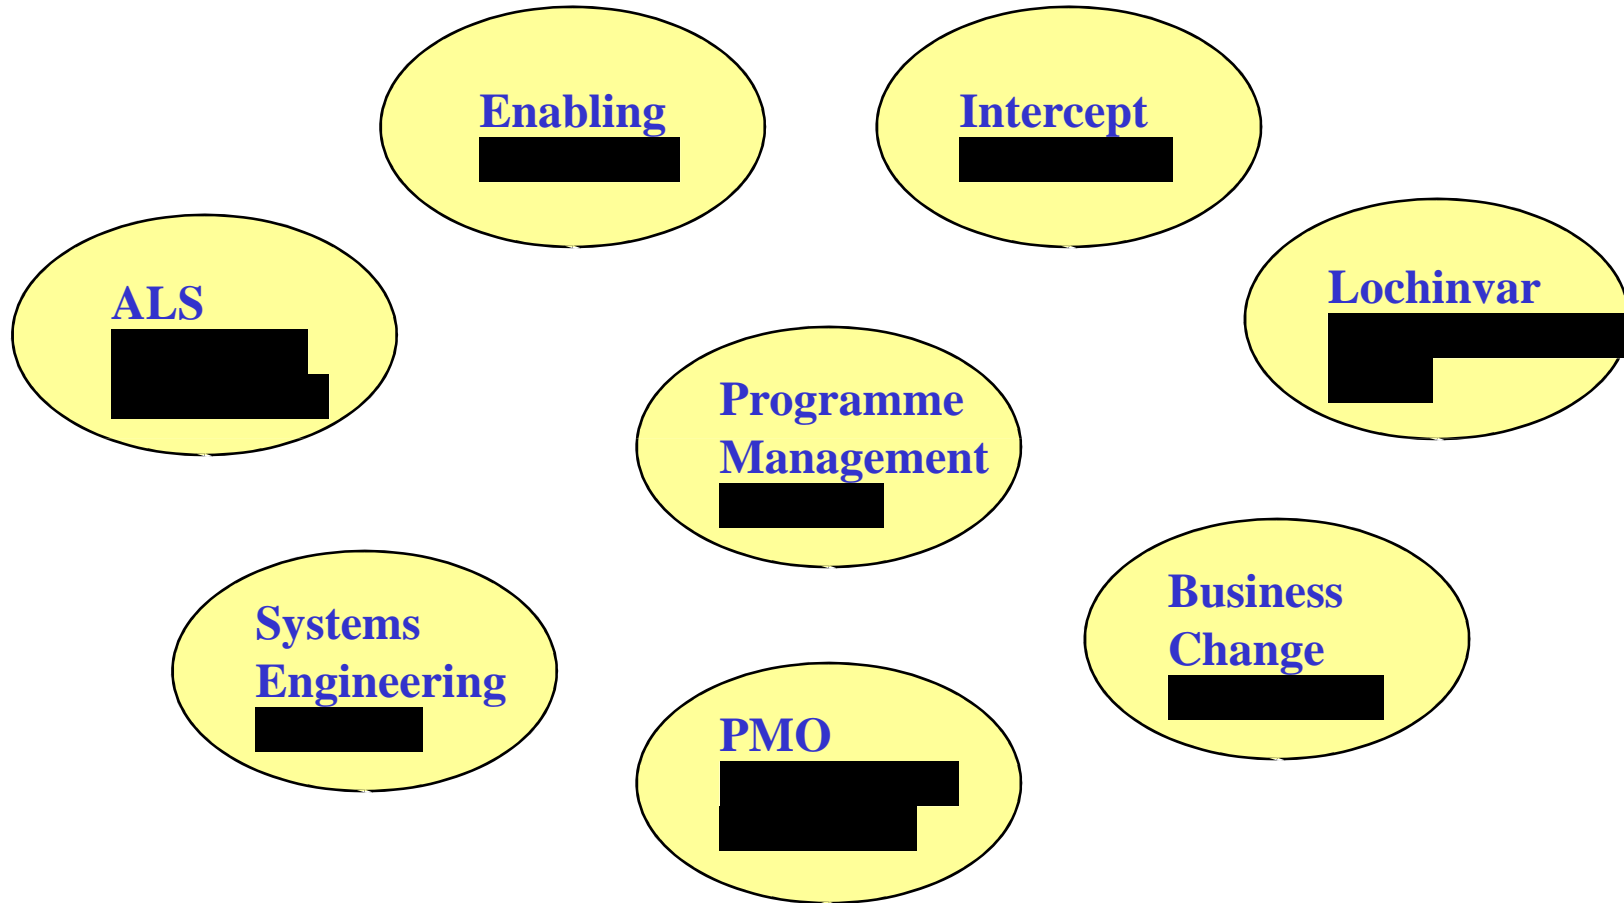 Enabling
Intercept
ALS
Lochinvar
Programme
Management
Systems
Engineering
Business
Change
PMO